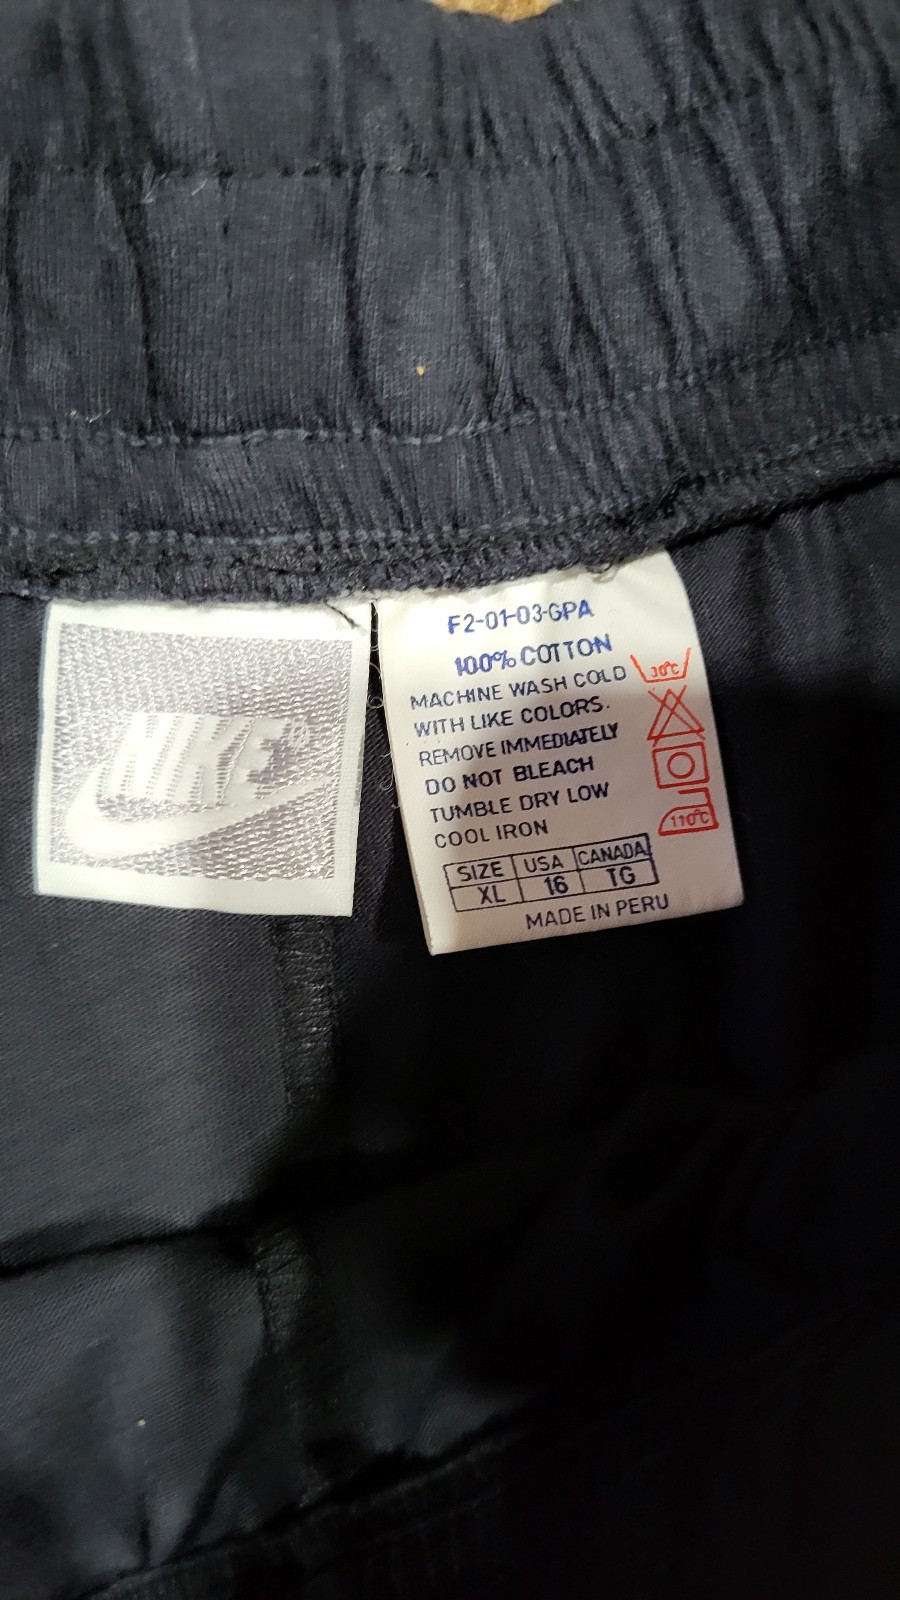 NIKE®
F2-01-03-GPA
100% COTTON
MACHINE WASH COLD
WITH LIKE COLORS.
REMOVE IMMEDIATELY
DO NOT BLEACH
TUMBLE DRY LOW
COOL IRON
30°C
110°C
SIZE USA CANADA
XL 16 TG
MADE IN PERU